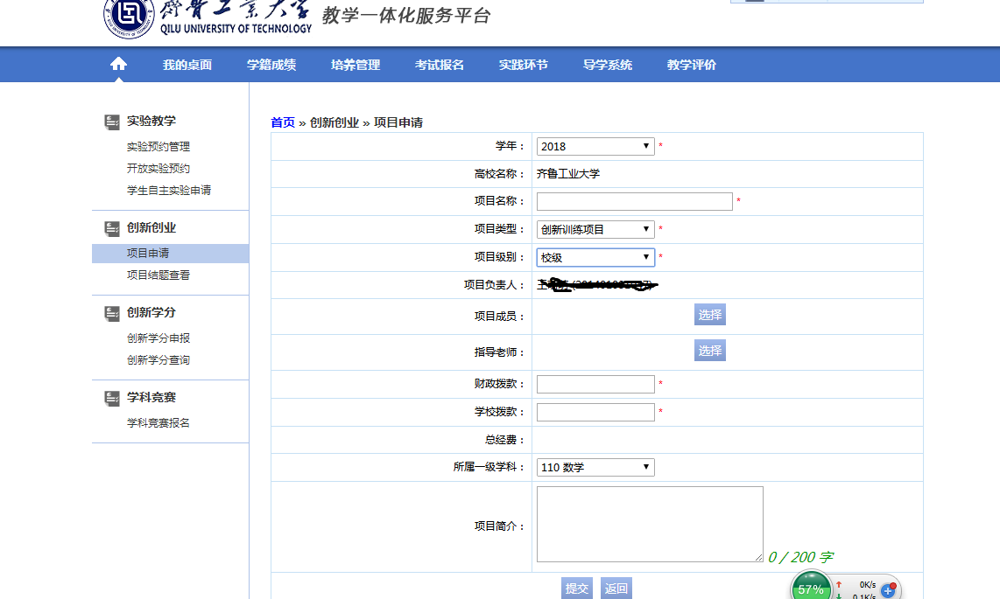 齐鲁工业大学 教学一体化服务平台
QILU UNIVERSITY OF TECHNOLOGY
我的桌面 学籍成绩 培养管理 考试报名 实践环节 导学系统 教学评价
实验教学
实验预约管理
开放实验预约
学生自主实验申请
创新创业
项目申请
项目结题查看
创新学分
创新学分申报
创新学分查询
学科竞赛
学科竞赛报名
首页 » 创新创业 » 项目申请
学年： 2018 *
高校名称： 齐鲁工业大学
项目名称： *
项目类型： 创新训练项目 *
项目级别： 校级 *
项目负责人：
项目成员： 选择
指导老师： 选择
财政拨款： *
学校拨款： *
总经费：
所属一级学科： 110 数学
项目简介：
0 / 200 字
提交 返回
57% 0K/s
0.1K/s